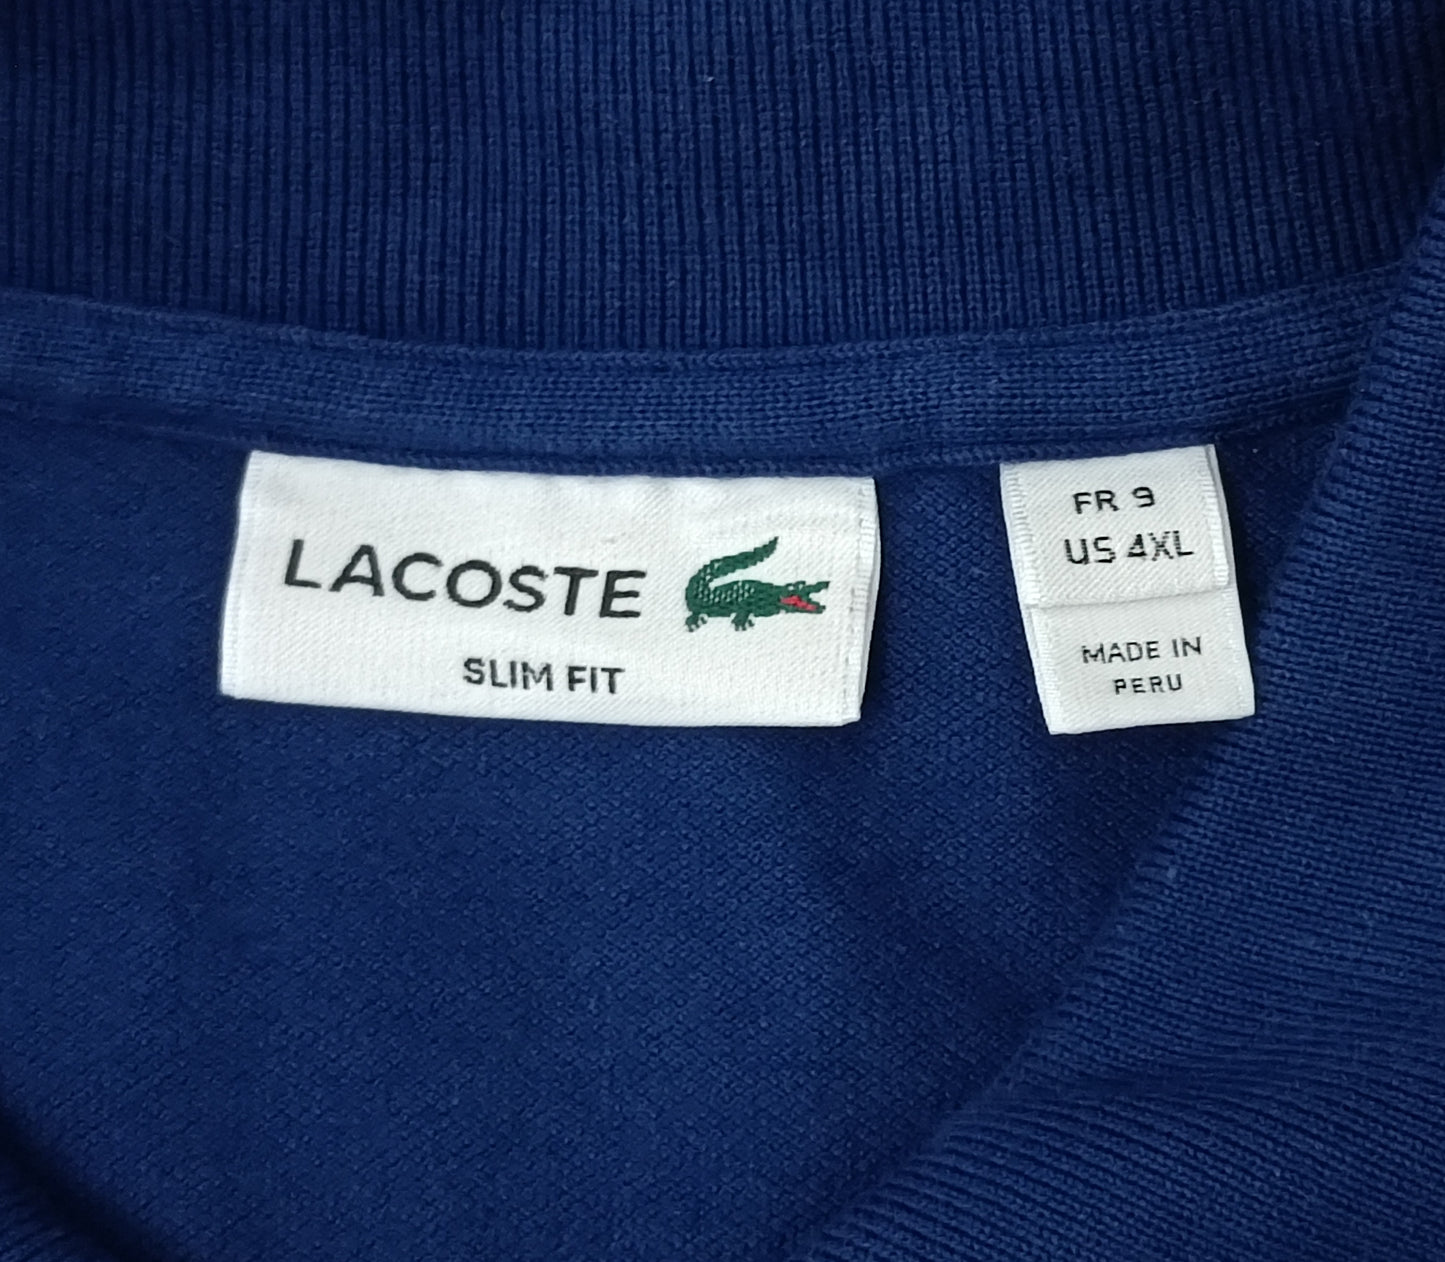 LACOSTE
SLIM FIT
FR 9
US 4XL
MADE IN
PERU